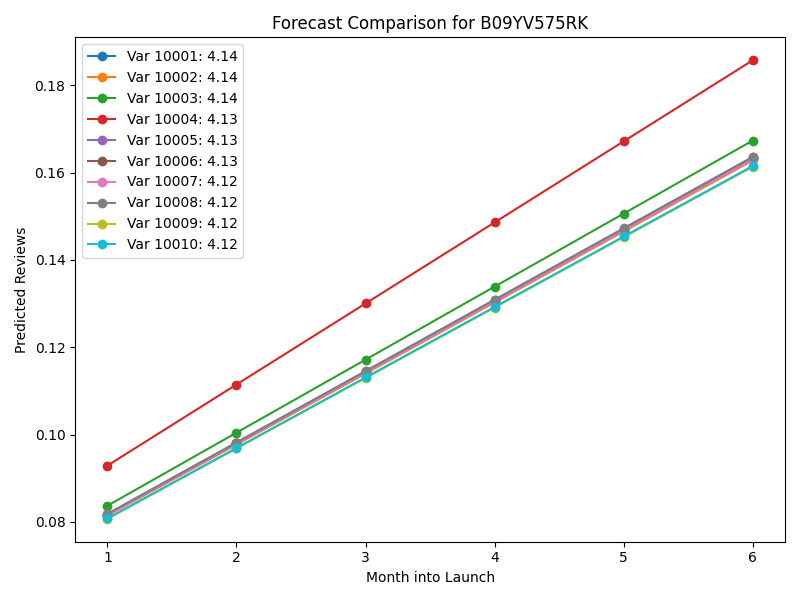 Forecast Comparison for B09YV575RK
Var 10001: 4.14
Var 10002: 4.14
Var 10003: 4.14
Var 10004: 4.13
Var 10005: 4.13
Var 10006: 4.13
Var 10007: 4.12
Var 10008: 4.12
Var 10009: 4.12
Var 10010: 4.12
Predicted Reviews
0.18
0.16
0.14
0.12
0.10
0.08
1 2 3 4 5 6
Month into Launch